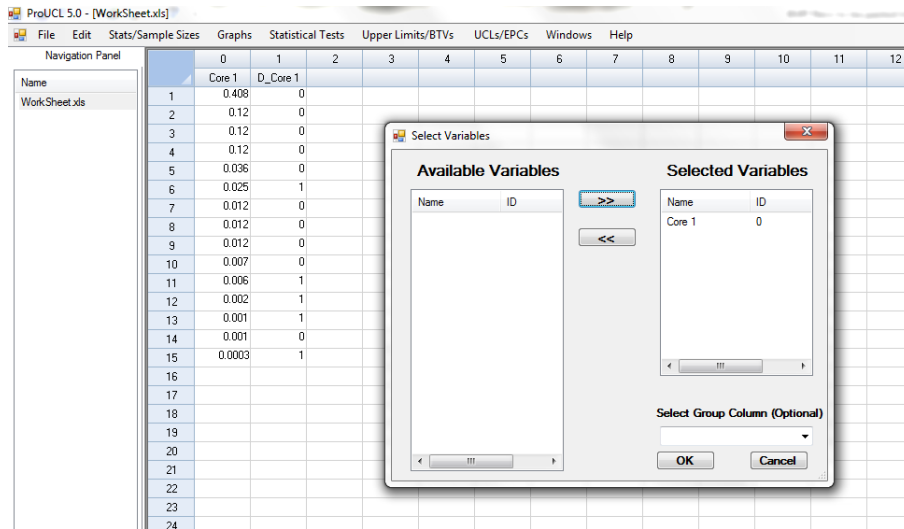 ProUCL 5.0 - [WorkSheet.xls]
File Edit Stats/Sample Sizes Graphs Statistical Tests Upper Limits/BTVs UCLs/EPCs Windows Help
Navigation Panel
Name
WorkSheet.xls
0 1 2 3 4 5 6 7 8 9 10 11 12
Core 1 D_Core 1
1 0.408 0
2 0.12 0
3 0.12 0
4 0.12 0
5 0.036 0
6 0.025 1
7 0.012 0
8 0.012 0
9 0.012 0
10 0.007 0
11 0.006 1
12 0.002 1
13 0.001 1
14 0.001 0
15 0.0003 1
16
17
18
19
20
21
22
23
24
Select Variables
Available Variables
Name ID
>>
<<
Selected Variables
Name ID
Core 1 0
Select Group Column (Optional)
OK Cancel